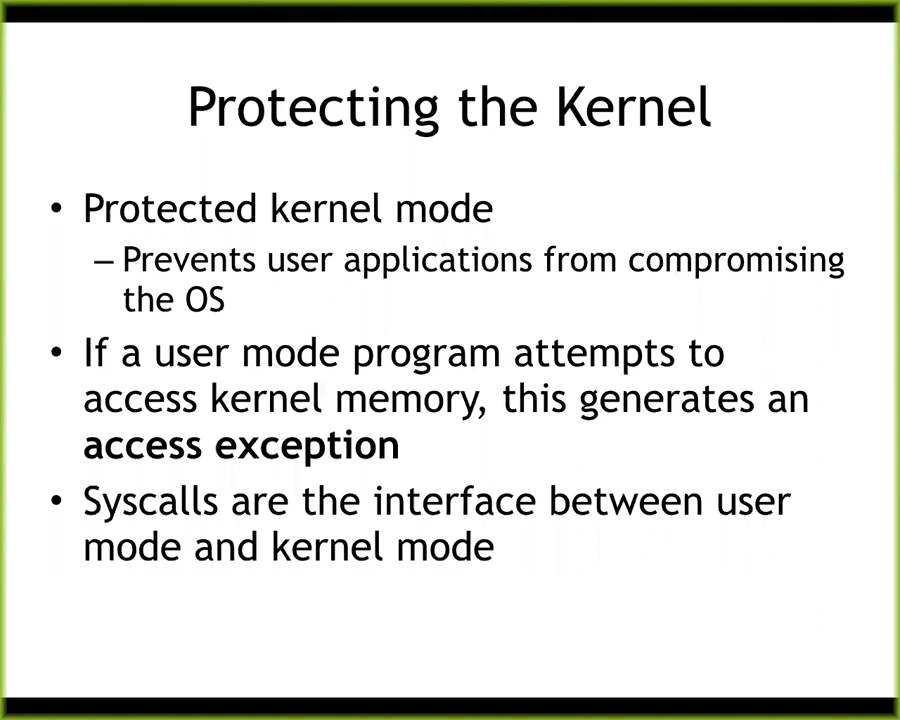 Protecting the Kernel
• Protected kernel mode
– Prevents user applications from compromising
the OS
• If a user mode program attempts to
access kernel memory, this generates an
access exception
• Syscalls are the interface between user
mode and kernel mode